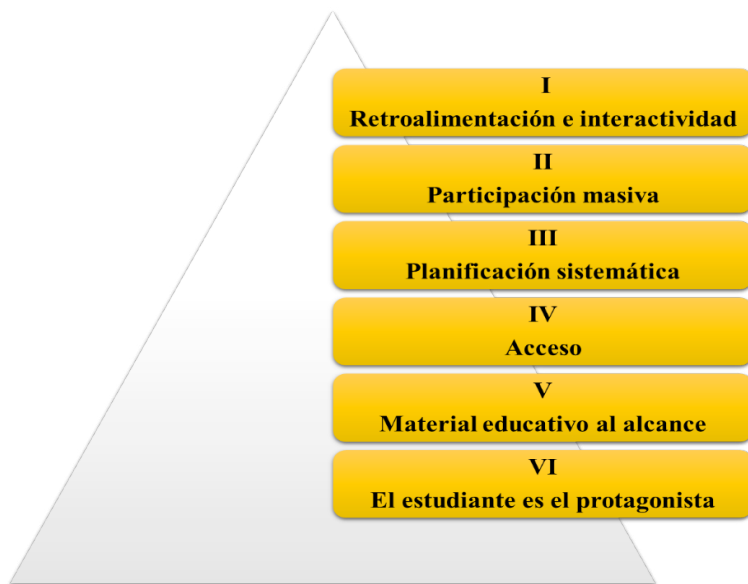 I
Retroalimentación e interactividad
II
Participación masiva
III
Planificación sistemática
IV
Acceso
V
Material educativo al alcance
VI
El estudiante es el protagonista